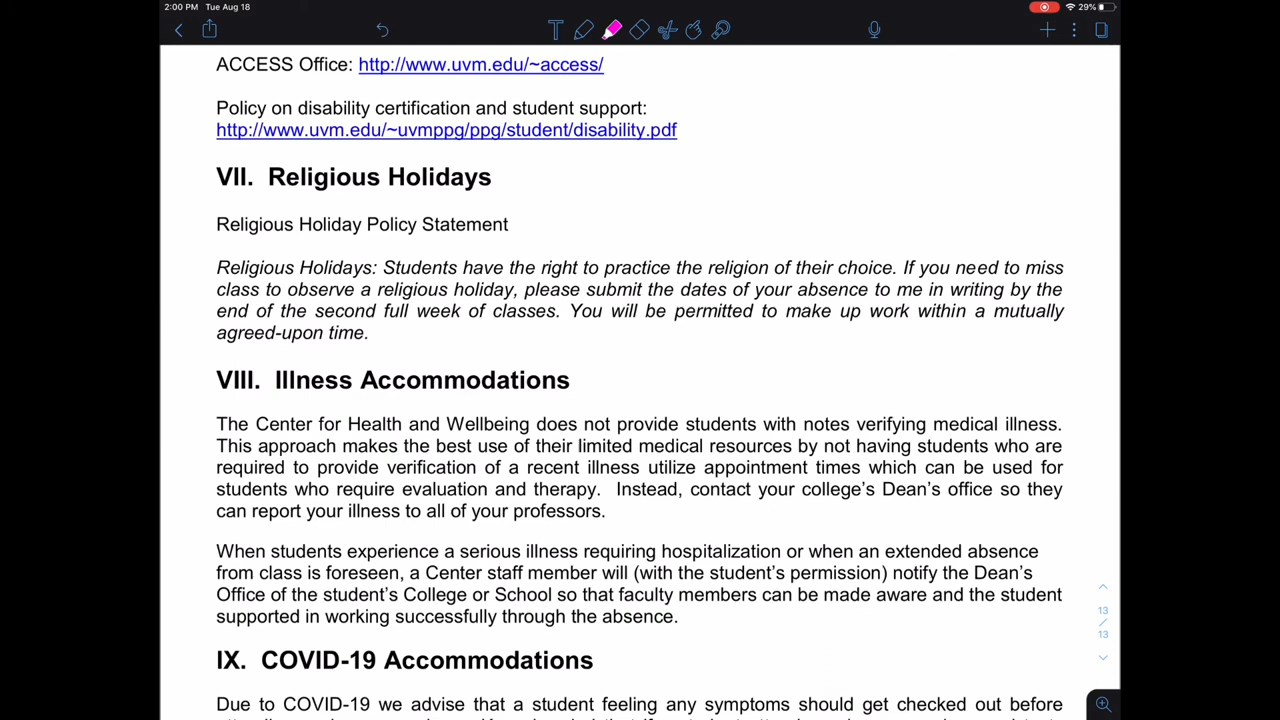 2:00 PM Tue Aug 18
29%
ACCESS Office: http://www.uvm.edu/~access/
Policy on disability certification and student support:
http://www.uvm.edu/~uvmppg/ppg/student/disability.pdf
VII. Religious Holidays
Religious Holiday Policy Statement
Religious Holidays: Students have the right to practice the religion of their choice. If you need to miss
class to observe a religious holiday, please submit the dates of your absence to me in writing by the
end of the second full week of classes. You will be permitted to make up work within a mutually
agreed-upon time.
VIII. Illness Accommodations
The Center for Health and Wellbeing does not provide students with notes verifying medical illness.
This approach makes the best use of their limited medical resources by not having students who are
required to provide verification of a recent illness utilize appointment times which can be used for
students who require evaluation and therapy. Instead, contact your college’s Dean’s office so they
can report your illness to all of your professors.
When students experience a serious illness requiring hospitalization or when an extended absence
from class is foreseen, a Center staff member will (with the student’s permission) notify the Dean’s
Office of the student’s College or School so that faculty members can be made aware and the student
supported in working successfully through the absence.
13
/
13
IX. COVID-19 Accommodations
Due to COVID-19 we advise that a student feeling any symptoms should get checked out before